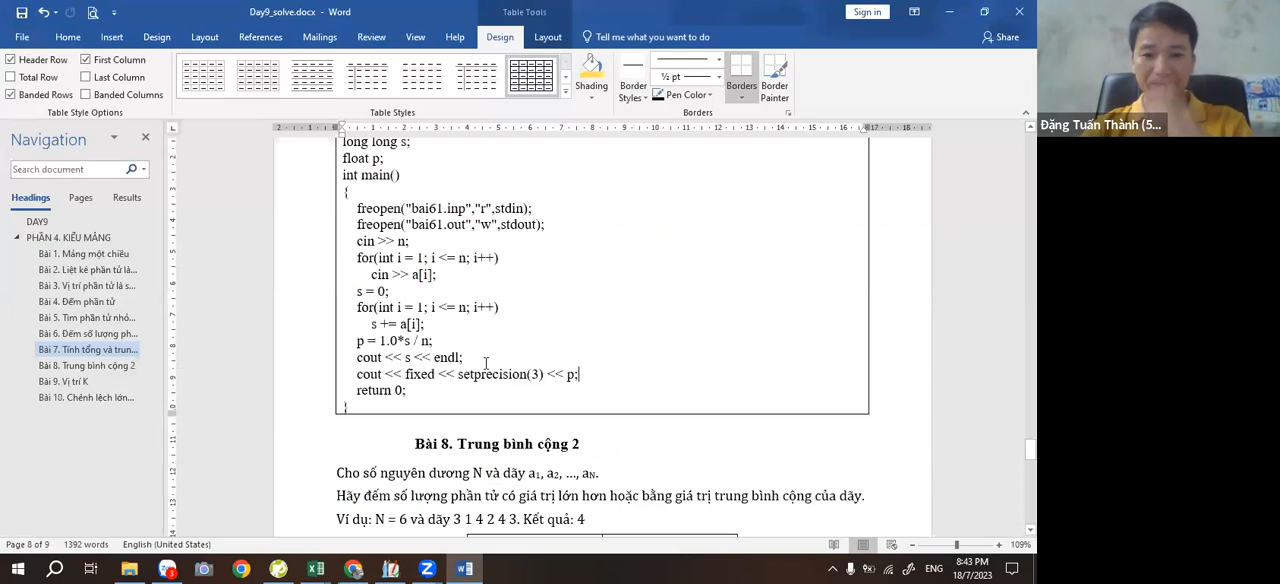 Day9_solve.docx - Word
Table Tools
Sign in
File
Home
Insert
Design
Layout
References
Mailings
Review
View
Help
Design
Layout
Tell me what you want to do
Share
Header Row
First Column
Total Row
Last Column
Banded Rows
Banded Columns
Table Style Options
Table Styles
Shading
Border
Styles
½ pt
Pen Color
Borders
Border
Painter
Borders
Đặng Tuấn Thành (5...
Navigation
Search document
Headings
Pages
Results
DAY9
PHẦN 4. KIỂU MẢNG
Bài 1. Mảng một chiều
Bài 2. Liệt kê phần tử là...
Bài 3. Vị trí phần tử là s...
Bài 4. Đếm phần tử
Bài 5. Tìm phần tử nhỏ...
Bài 6. Đếm số lượng ph...
Bài 7. Tính tổng và trun...
Bài 8. Trung bình cộng 2
Bài 9. Vị trí K
Bài 10. Chênh lệch lớn...
long long s;
float p;
int main()
{
freopen("bai61.inp","r",stdin);
freopen("bai61.out","w",stdout);
cin >> n;
for(int i = 1; i <= n; i++)
cin >> a[i];
s = 0;
for(int i = 1; i <= n; i++)
s += a[i];
p = 1.0*s / n;
cout << s << endl;
cout << fixed << setprecision(3) << p;
return 0;
}
Bài 8. Trung bình cộng 2
Cho số nguyên dương N và dãy a1, a2, ..., aN.
Hãy đếm số lượng phần tử có giá trị lớn hơn hoặc bằng giá trị trung bình cộng của dãy.
Ví dụ: N = 6 và dãy 3 1 4 2 4 3. Kết quả: 4
Page 8 of 9
1392 words
English (United States)
109%
ENG
8:43 PM
18/7/2023